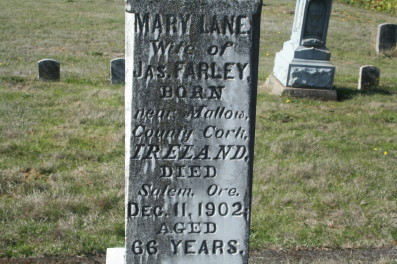 MARY LANE
Wife of
JAS. FARLEY,
BORN
near Mallow,
County Cork,
IRELAND,
DIED
Salem, Ore.
DEC. 11, 1902;
AGED
66 YEARS.